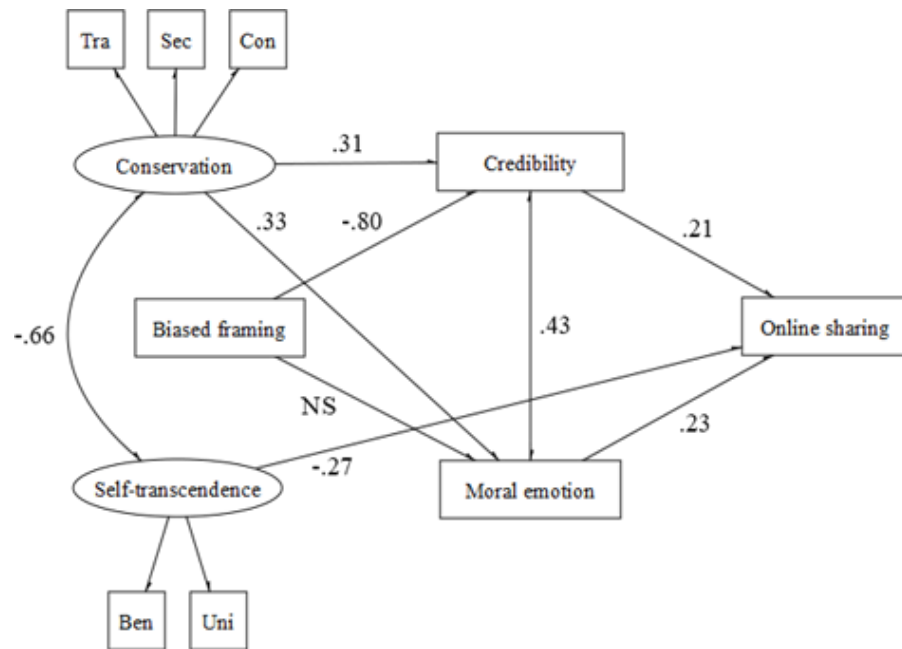 Tra Sec Con
.31
Conservation Credibility
.33 -.80 .21
Biased framing Online sharing
-.66 .43
NS
.23
-.27
Self-transcendence Moral emotion
Ben Uni